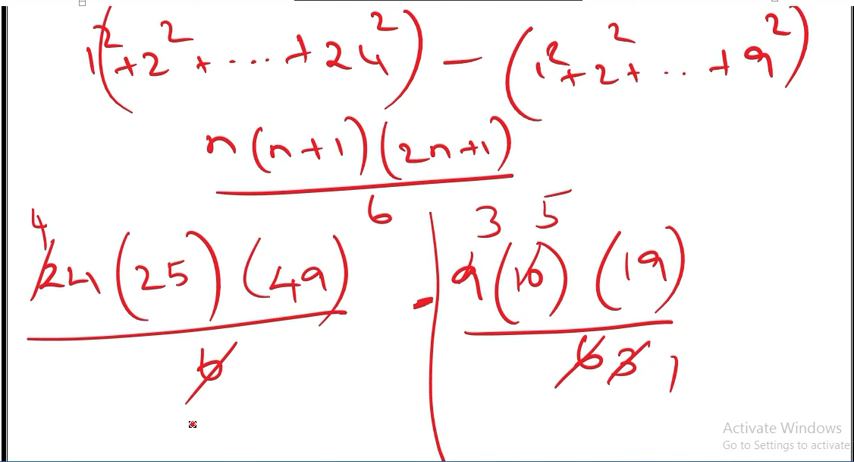 (1² + 2² + ... + 24²) - (1² + 2² + ... + 9²)
n(n+1)(2n+1)
6
4 3 5
24(25)(49) - 9(10)(19)
6 6 3 1
Activate Windows
Go to Settings to activate